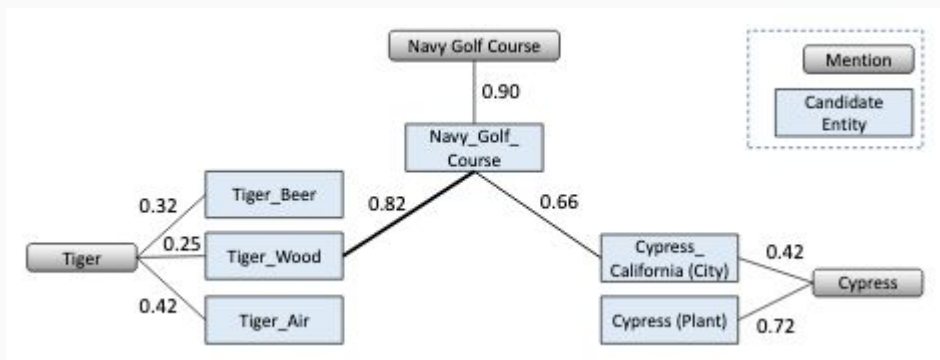 Navy Golf Course
Mention
0.90
Candidate
Entity
Navy_Golf_
Course
Tiger_Beer
0.32
0.82
0.66
0.25
Tiger
Tiger_Wood
Cypress_
California (City)
0.42
Cypress
0.42
Tiger_Air
Cypress (Plant)
0.72